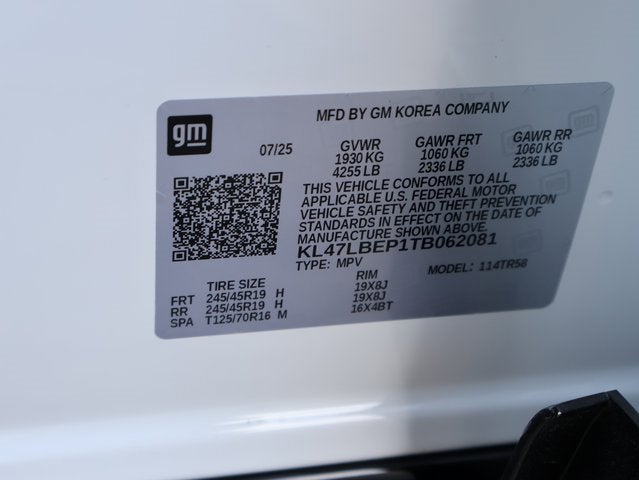 gm
MFD BY GM KOREA COMPANY
07/25 GVWR GAWR FRT GAWR RR
1930 KG 1060 KG 1060 KG
4255 LB 2336 LB 2336 LB
THIS VEHICLE CONFORMS TO ALL
APPLICABLE U.S. FEDERAL MOTOR
VEHICLE SAFETY AND THEFT PREVENTION
STANDARDS IN EFFECT ON THE DATE OF
MANUFACTURE SHOWN ABOVE.
KL47LBEP1TB062081
TYPE: MPV MODEL: 114TR58
TIRE SIZE RIM
FRT 245/45R19 H 19X8J
RR 245/45R19 H 19X8J
SPA T125/70R16 M 16X4BT